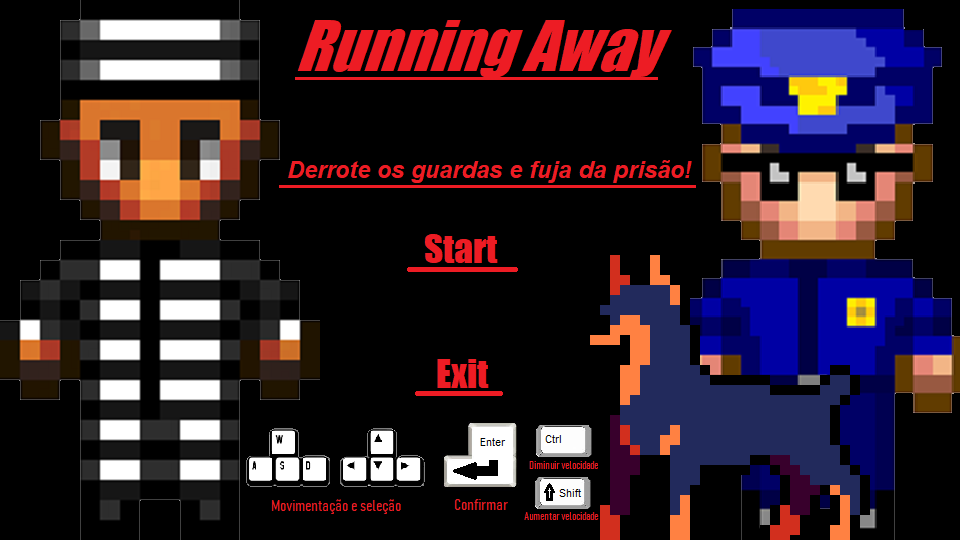 Running Away
Derrote os guardas e fuja da prisão!
Start
Exit
W
A S D
Enter
Ctrl
Diminuir velocidade
Shift
Movimentação e seleção
Confirmar
Aumentar velocidade